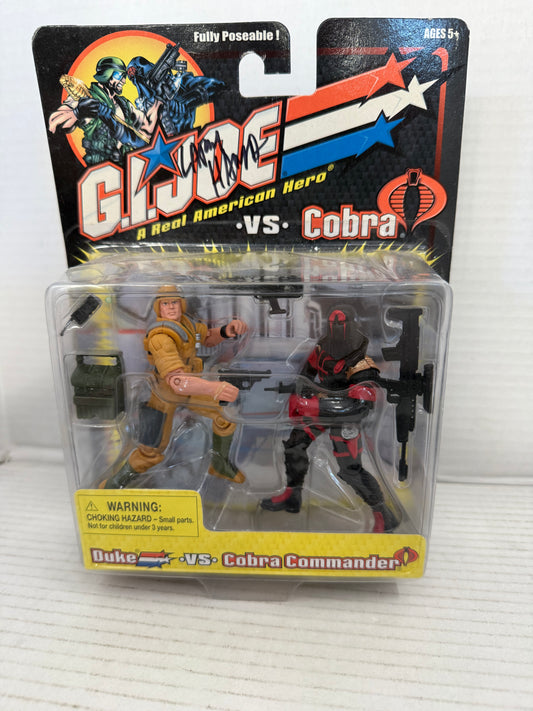 Fully Poseable !
AGES 5+
G.I.JOE
A Real American Hero®
•VS• Cobra
WARNING:
CHOKING HAZARD – Small parts.
Not for children under 3 years.
Duke •VS• Cobra Commander